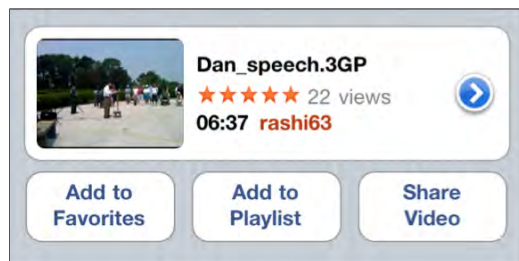 Dan_speech.3GP
22 views
06:37 rashi63
Add to
Favorites
Add to
Playlist
Share
Video